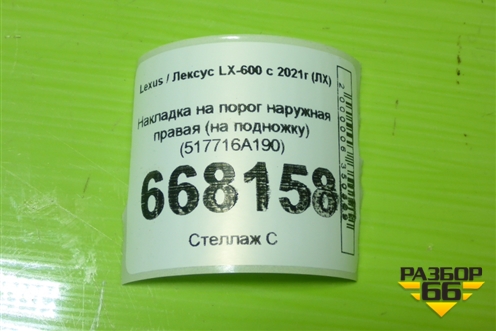 Lexus / Лексус LX-600 с 2021г (ЛХ)
Накладка на порог наружная
правая (на подножку)
(517716A190)
668158
Стеллаж С
РАЗБОР
66